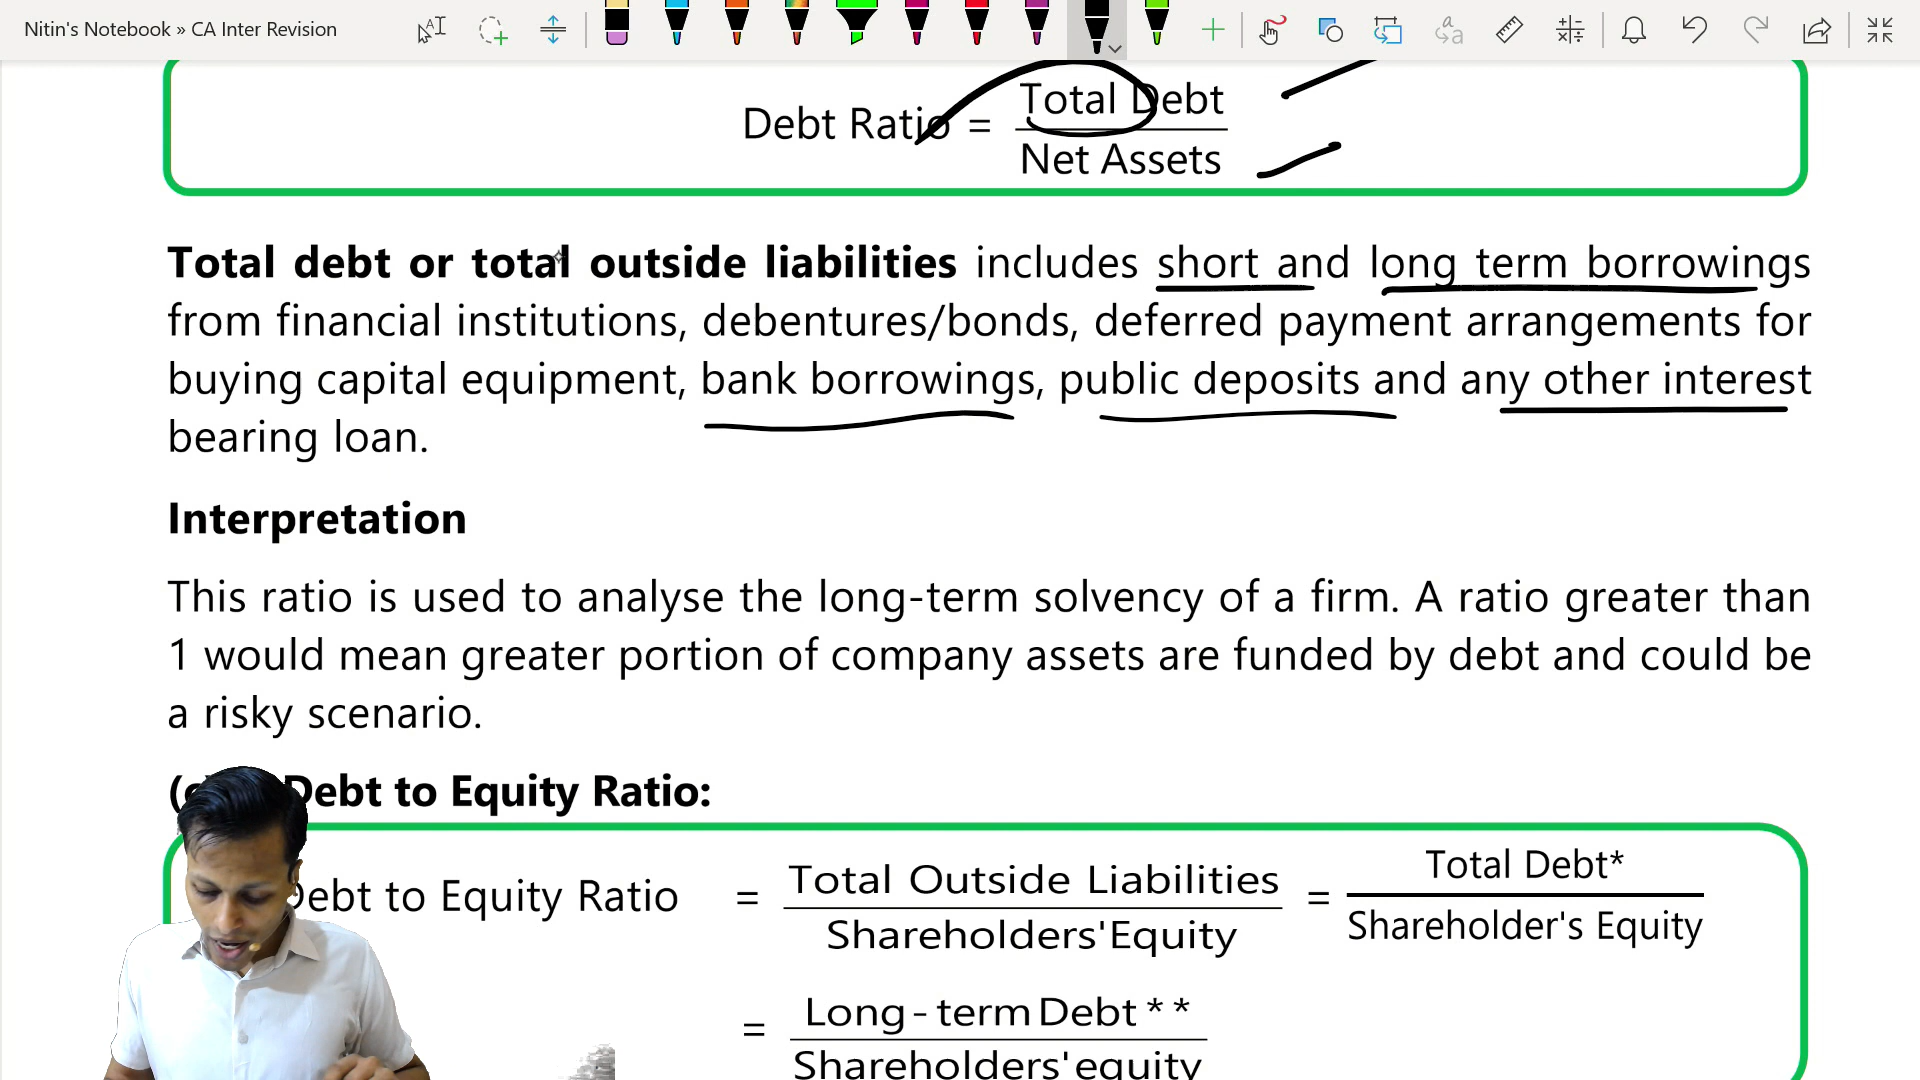 Nitin's Notebook » CA Inter Revision
Debt Ratio = Total Debt
Net Assets
Total debt or total outside liabilities includes short and long term borrowings
from financial institutions, debentures/bonds, deferred payment arrangements for
buying capital equipment, bank borrowings, public deposits and any other interest
bearing loan.
Interpretation
This ratio is used to analyse the long-term solvency of a firm. A ratio greater than
1 would mean greater portion of company assets are funded by debt and could be
a risky scenario.
Debt to Equity Ratio:
Debt to Equity Ratio = Total Outside Liabilities = Total Debt*
Shareholders'Equity Shareholder's Equity
= Long-term Debt**
Shareholders'equity